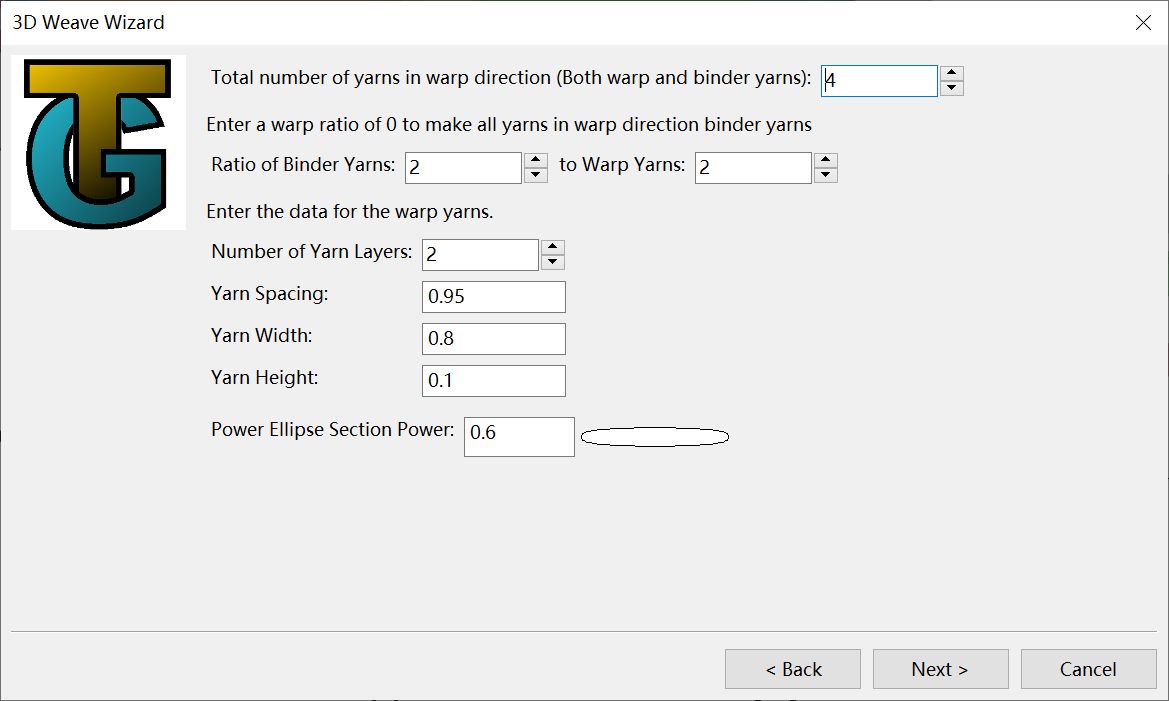 3D Weave Wizard
TG
Total number of yarns in warp direction (Both warp and binder yarns): 4
Enter a warp ratio of 0 to make all yarns in warp direction binder yarns
Ratio of Binder Yarns: 2 to Warp Yarns: 2
Enter the data for the warp yarns.
Number of Yarn Layers: 2
Yarn Spacing: 0.95
Yarn Width: 0.8
Yarn Height: 0.1
Power Ellipse Section Power: 0.6
< Back Next > Cancel